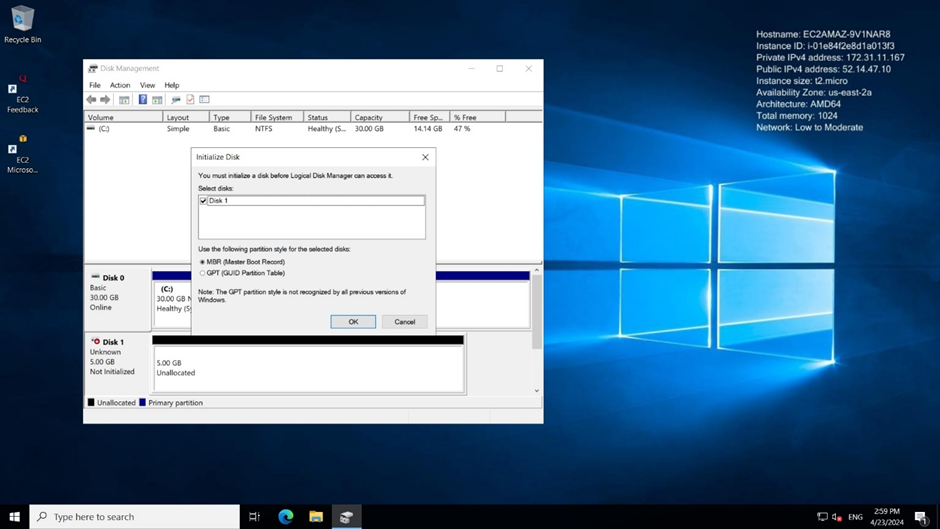 Recycle Bin
EC2
Feedback
EC2
Microso...
Hostname: EC2AMAZ-9V1NAR8
Instance ID: i-01e84f2e8d1a013f3
Private IPv4 address: 172.31.11.167
Public IPv4 address: 52.14.47.10
Instance size: t2.micro
Availability Zone: us-east-2a
Architecture: AMD64
Total memory: 1024
Network: Low to Moderate
Disk Management
File Action View Help
Volume Layout Type File System Status Capacity Free Sp... % Free
(C:) Simple Basic NTFS Healthy (S... 30.00 GB 14.14 GB 47 %
Initialize Disk
You must initialize a disk before Logical Disk Manager can access it.
Select disks:
Disk 1
Use the following partition style for the selected disks:
MBR (Master Boot Record)
GPT (GUID Partition Table)
Note: The GPT partition style is not recognized by all previous versions of
Windows.
OK Cancel
Disk 0
Basic
30.00 GB
Online
(C:)
30.00 GB N
Healthy (Sy
Disk 1
Unknown
5.00 GB
Not Initialized
5.00 GB
Unallocated
Unallocated Primary partition
Type here to search
ENG
2:59 PM
4/23/2024
1